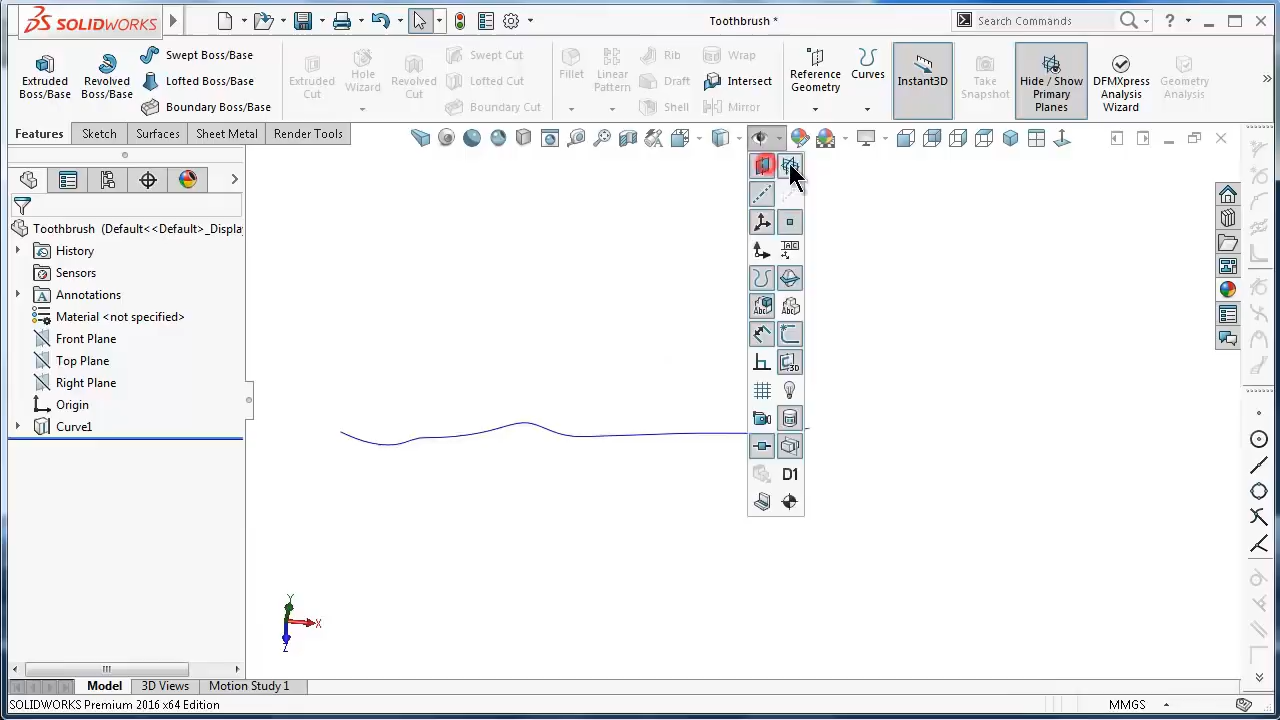 SOLIDWORKS
Toothbrush *
Search Commands
Extruded Boss/Base
Revolved Boss/Base
Swept Boss/Base
Lofted Boss/Base
Boundary Boss/Base
Extruded Cut
Hole Wizard
Revolved Cut
Swept Cut
Lofted Cut
Boundary Cut
Fillet
Linear Pattern
Rib
Draft
Shell
Wrap
Intersect
Mirror
Reference Geometry
Curves
Instant3D
Take Snapshot
Hide / Show Primary Planes
DFMXpress Analysis Wizard
Geometry Analysis
Features
Sketch
Surfaces
Sheet Metal
Render Tools
Toothbrush (Default<<Default>_Displa
History
Sensors
Annotations
Material <not specified>
Front Plane
Top Plane
Right Plane
Origin
Curve1
D1
Y
X
Z
Model
3D Views
Motion Study 1
SOLIDWORKS Premium 2016 x64 Edition
MMGS